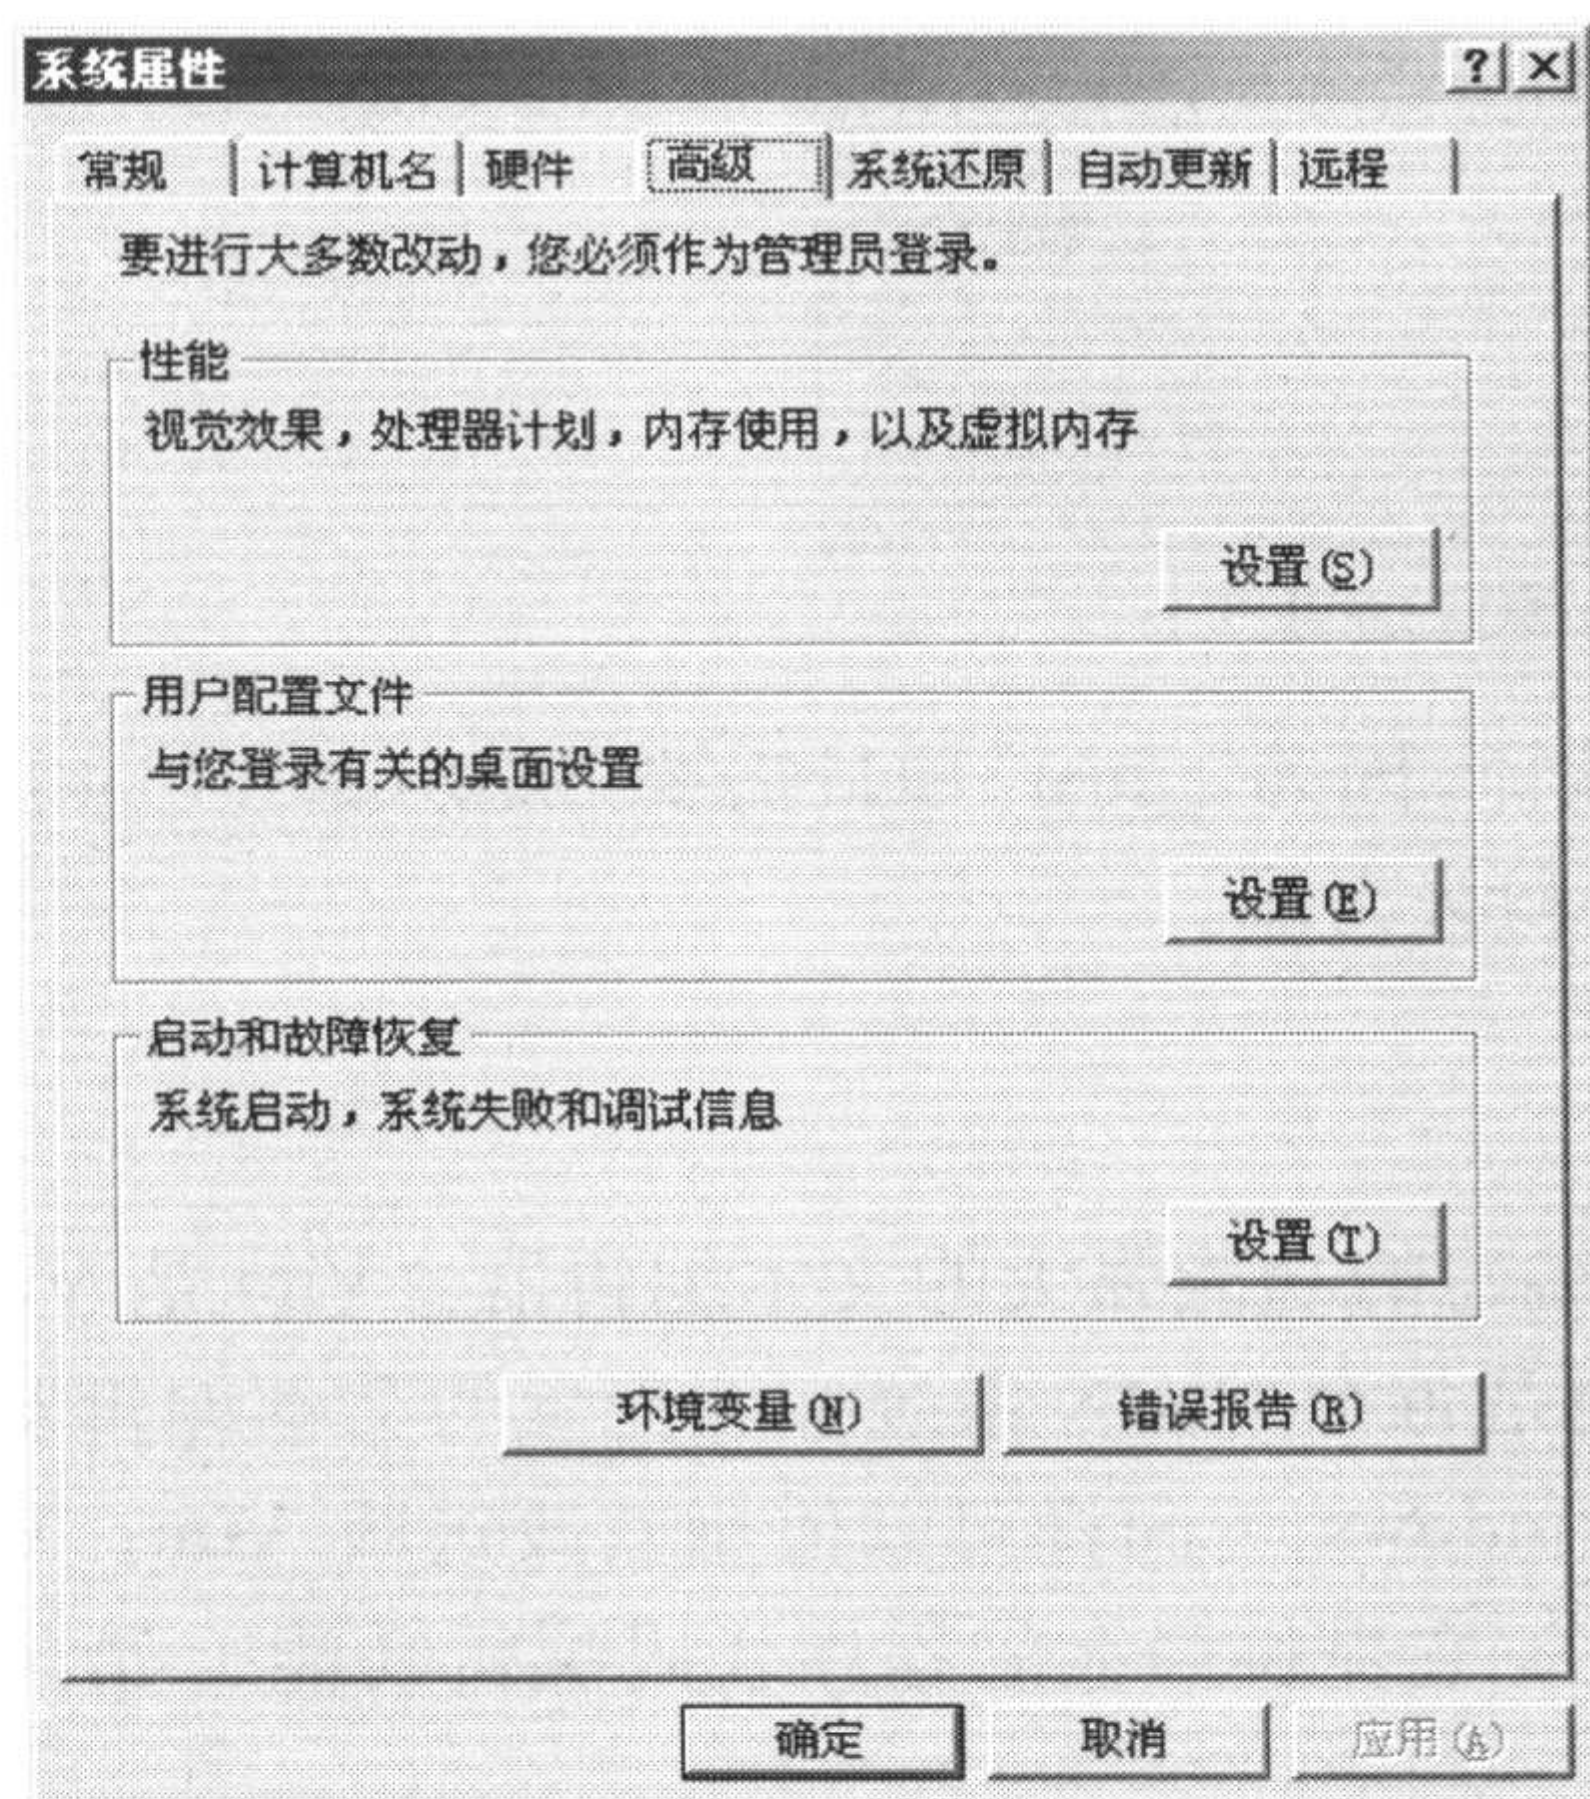 系统属性
常规 计算机名 硬件 高级 系统还原 自动更新 远程
要进行大多数改动，您必须作为管理员登录。
性能
视觉效果，处理器计划，内存使用，以及虚拟内存
设置(S)
用户配置文件
与您登录有关的桌面设置
设置(E)
启动和故障恢复
系统启动，系统失败和调试信息
设置(T)
环境变量(N) 错误报告(R)
确定 取消 应用(A)